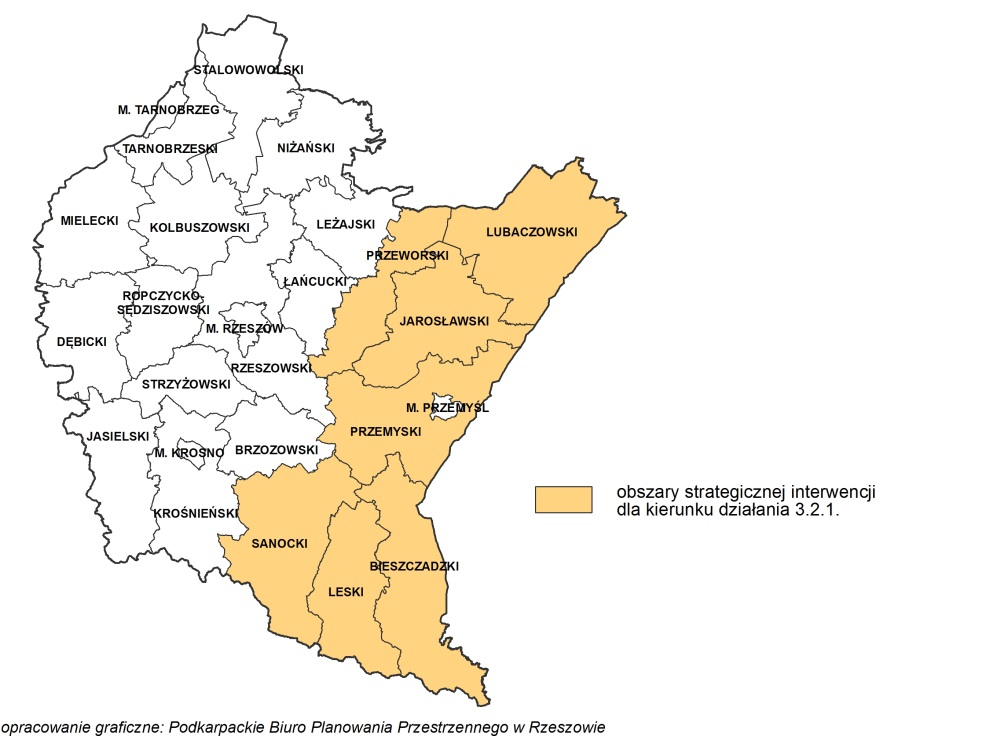 STALOWOWOLSKI
M. TARNOBRZEG
TARNOBRZESKI
NIŻAŃSKI
MIELECKI
KOLBUSZOWSKI
LEŻAJSKI
LUBACZOWSKI
PRZEWORSKI
ŁAŃCUCKI
ROPCZYCKO-
SĘDZISZOWSKI
JAROSŁAWSKI
M. RZESZÓW
DĘBICKI
RZESZOWSKI
STRZYŻOWSKI
M. PRZEMYŚL
PRZEMYSKI
JASIELSKI
M. KROSNO
BRZOZOWSKI
obszary strategicznej interwencji
dla kierunku działania 3.2.1.
KROŚNIEŃSKI
SANOCKI
BIESZCZADZKI
LESKI
opracowanie graficzne: Podkarpackie Biuro Planowania Przestrzennego w Rzeszowie